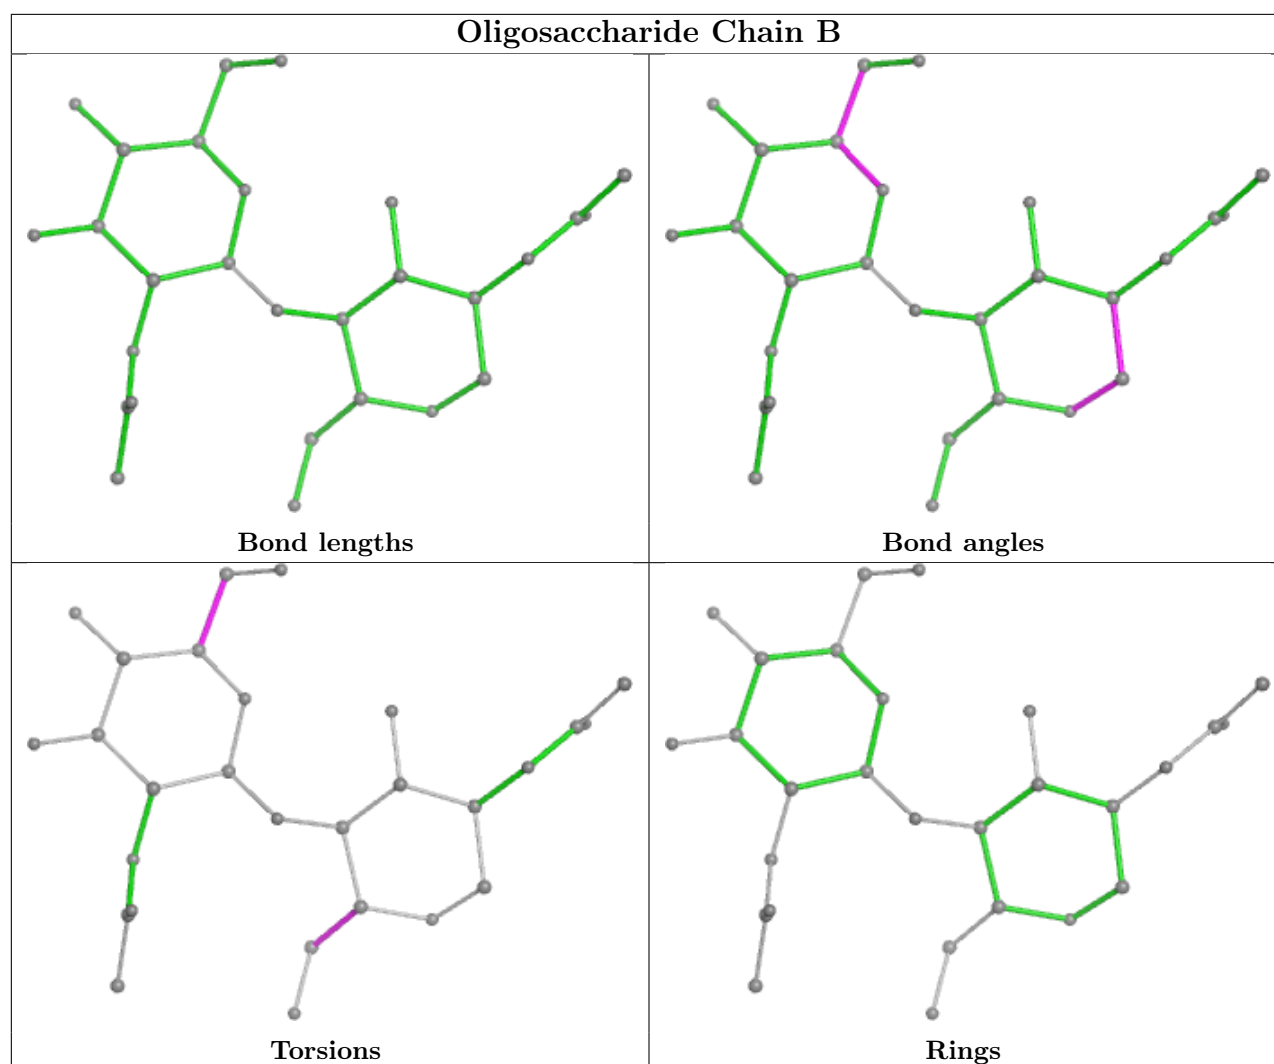 Oligosaccharide Chain B
Bond lengths
Bond angles
Torsions
Rings